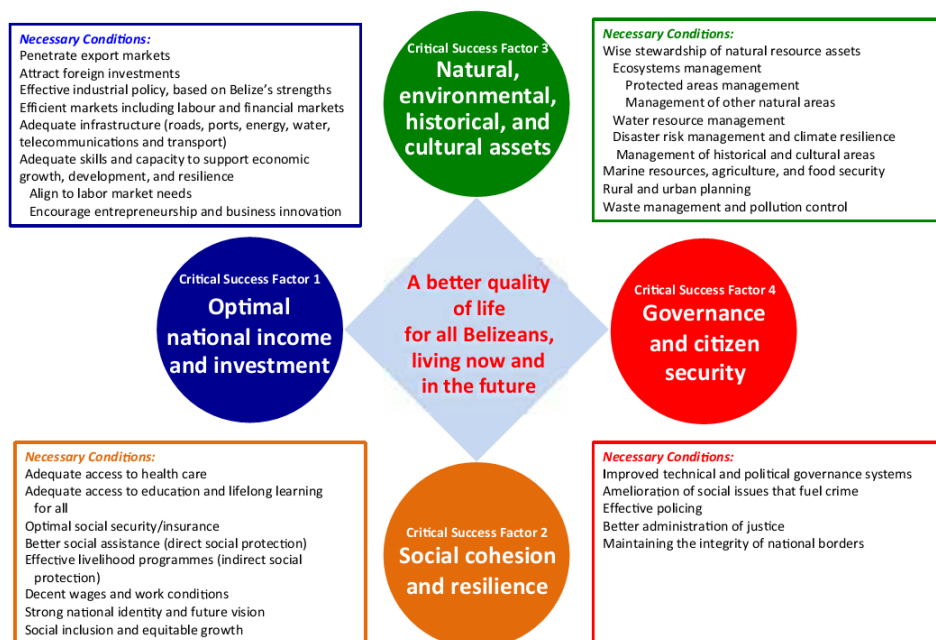 Necessary Conditions:
Penetrate export markets
Attract foreign investments
Effective industrial policy, based on Belize's strengths
Efficient markets including labour and financial markets
Adequate infrastructure (roads, ports, energy, water,
telecommunications and transport)
Adequate skills and capacity to support economic
growth, development, and resilience
Align to labor market needs
Encourage entrepreneurship and business innovation
Critical Success Factor 3
Natural,
environmental,
historical, and
cultural assets
Necessary Conditions:
Wise stewardship of natural resource assets
Ecosystems management
Protected areas management
Management of other natural areas
Water resource management
Disaster risk management and climate resilience
Management of historical and cultural areas
Marine resources, agriculture, and food security
Rural and urban planning
Waste management and pollution control
Critical Success Factor 1
Optimal
national income
and investment
A better quality
of life
for all Belizeans,
living now and
in the future
Critical Success Factor 4
Governance
and citizen
security
Necessary Conditions:
Adequate access to health care
Adequate access to education and lifelong learning
for all
Optimal social security/insurance
Better social assistance (direct social protection)
Effective livelihood programmes (indirect social
protection)
Decent wages and work conditions
Strong national identity and future vision
Social inclusion and equitable growth
Critical Success Factor 2
Social cohesion
and resilience
Necessary Conditions:
Improved technical and political governance systems
Amelioration of social issues that fuel crime
Effective policing
Better administration of justice
Maintaining the integrity of national borders